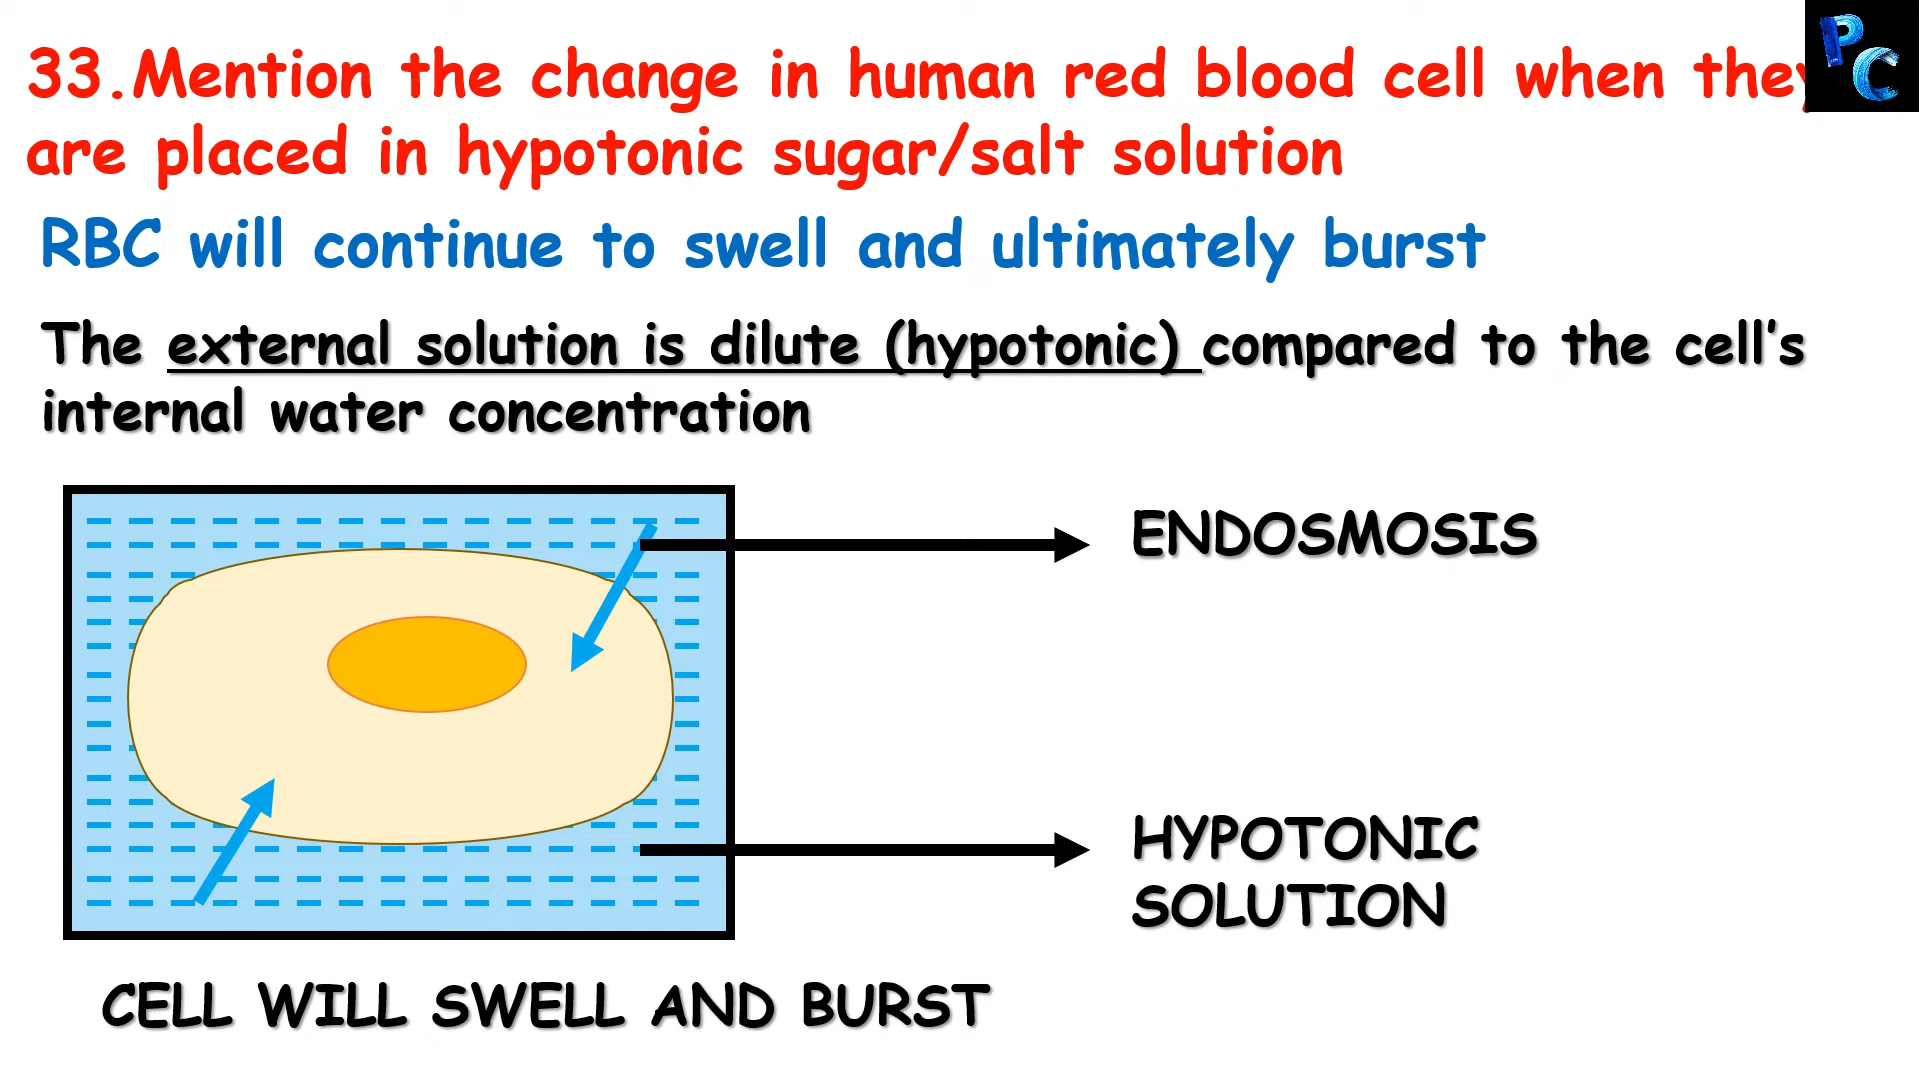 33.Mention the change in human red blood cell when they
are placed in hypotonic sugar/salt solution
RBC will continue to swell and ultimately burst
The external solution is dilute (hypotonic) compared to the cell's
internal water concentration
ENDOSMOSIS
HYPOTONIC
SOLUTION
CELL WILL SWELL AND BURST
PC